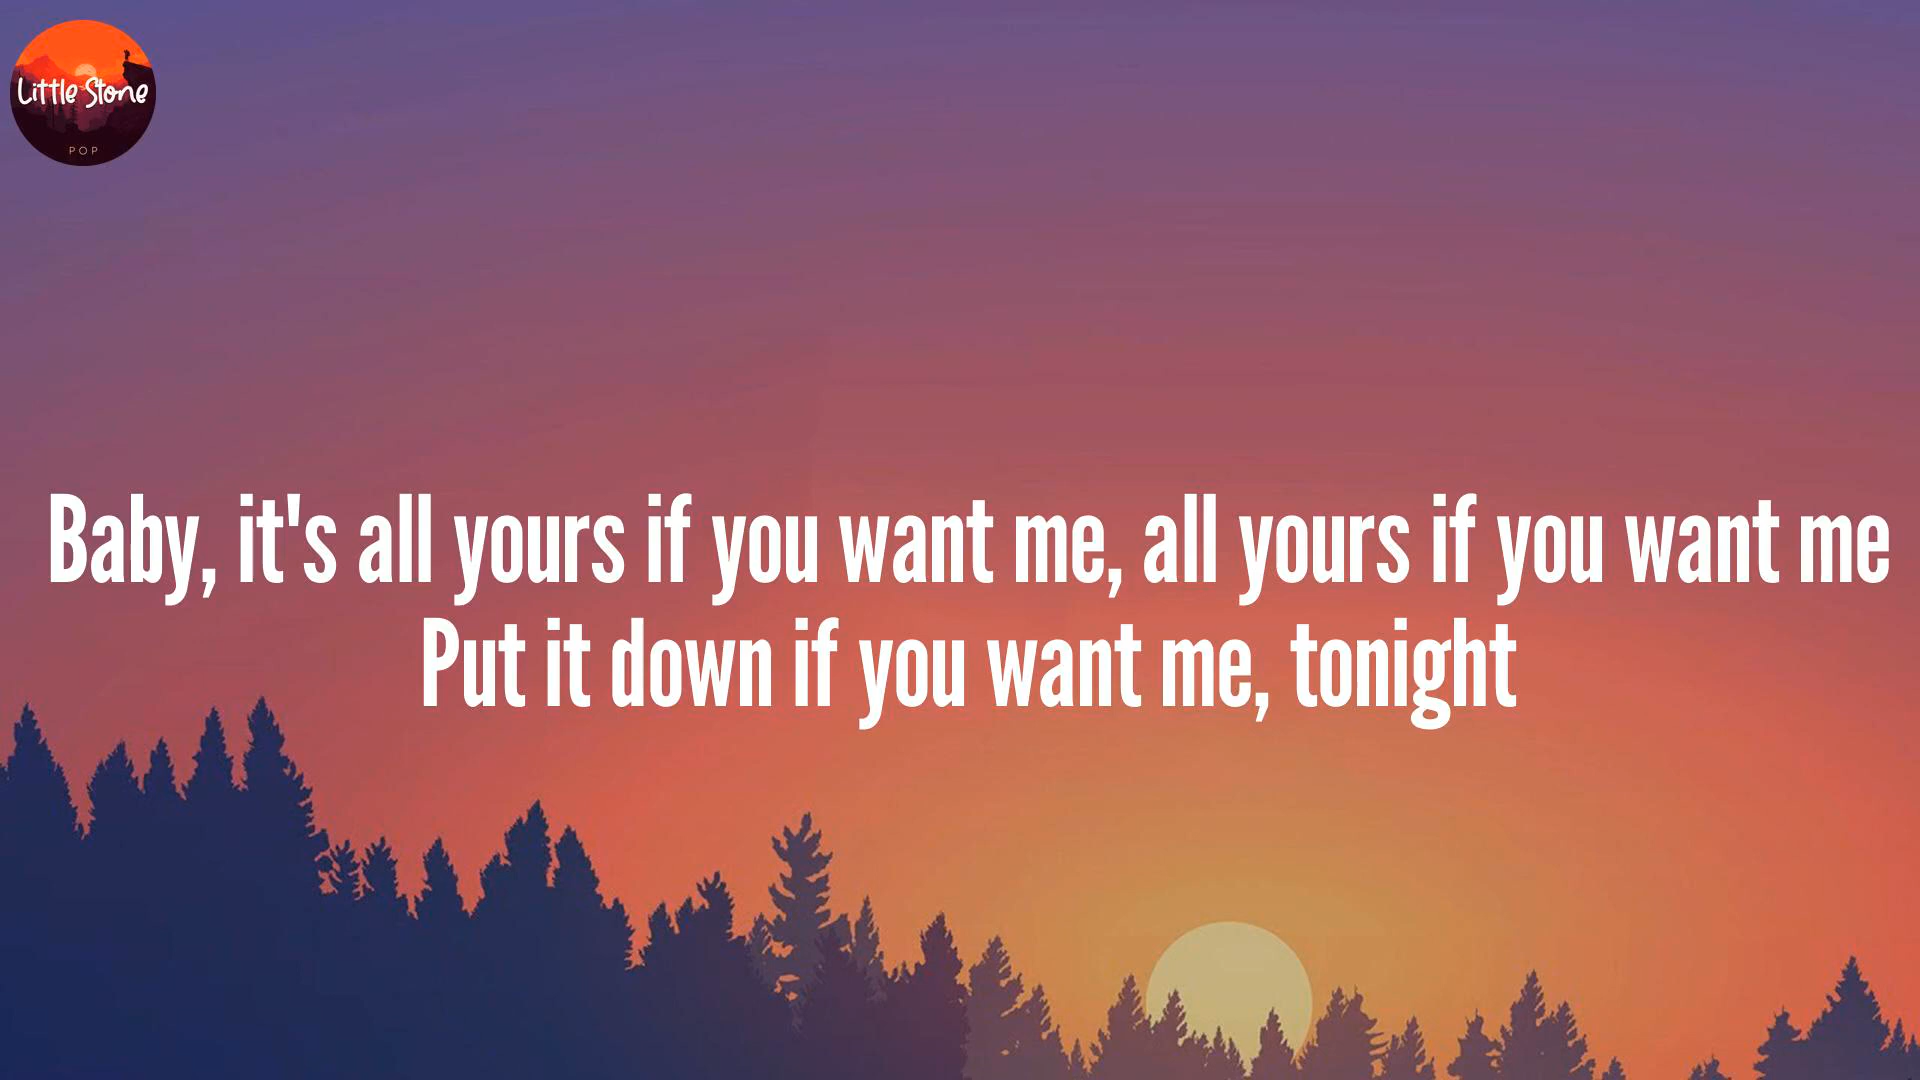 Little Stone
POP
Baby, it's all yours if you want me, all yours if you want me
Put it down if you want me, tonight